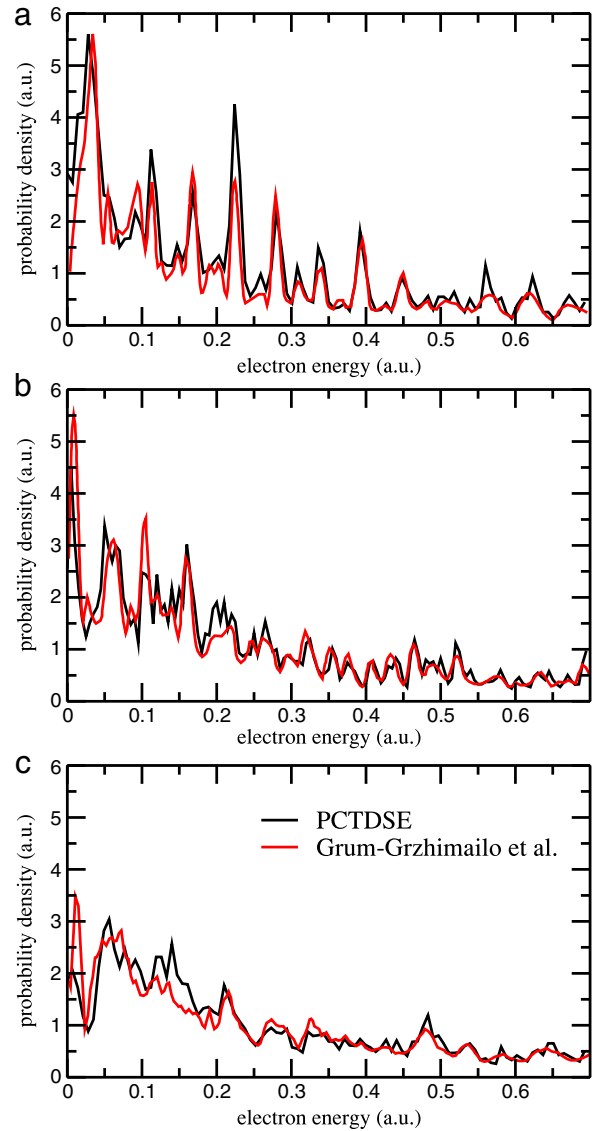 a
6
5
4
3
2
1
0
probability density (a.u.)
0 0.1 0.2 0.3 0.4 0.5 0.6
electron energy (a.u.)
b
6
5
4
3
2
1
0
probability density (a.u.)
0 0.1 0.2 0.3 0.4 0.5 0.6
electron energy (a.u.)
c
6
5
4
3
2
1
0
probability density (a.u.)
PCTDSE
Grum-Grzhimailo et al.
0 0.1 0.2 0.3 0.4 0.5 0.6
electron energy (a.u.)